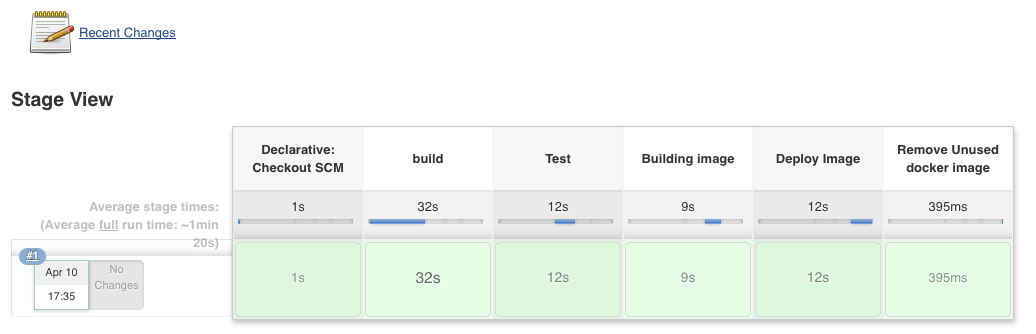 Recent Changes
Stage View
Declarative:
Checkout SCM
build
Test
Building image
Deploy Image
Remove Unused
docker image
Average stage times:
(Average full run time: ~1min
20s)
1s
32s
12s
9s
12s
395ms
#1
Apr 10
17:35
No
Changes
1s
32s
12s
9s
12s
395ms